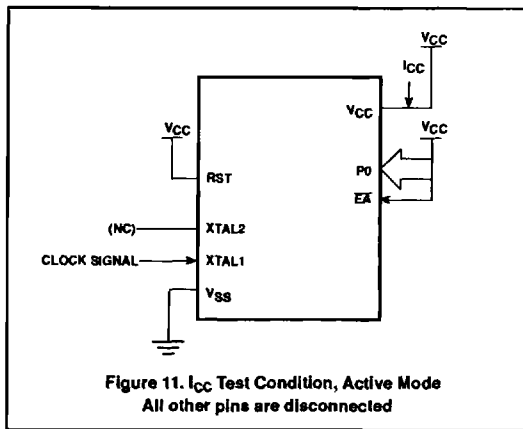 VCC
ICC
VCC
VCC
VCC
RST
P0
EA
(NC)
XTAL2
CLOCK SIGNAL
XTAL1
VSS
Figure 11. ICC Test Condition, Active Mode
All other pins are disconnected